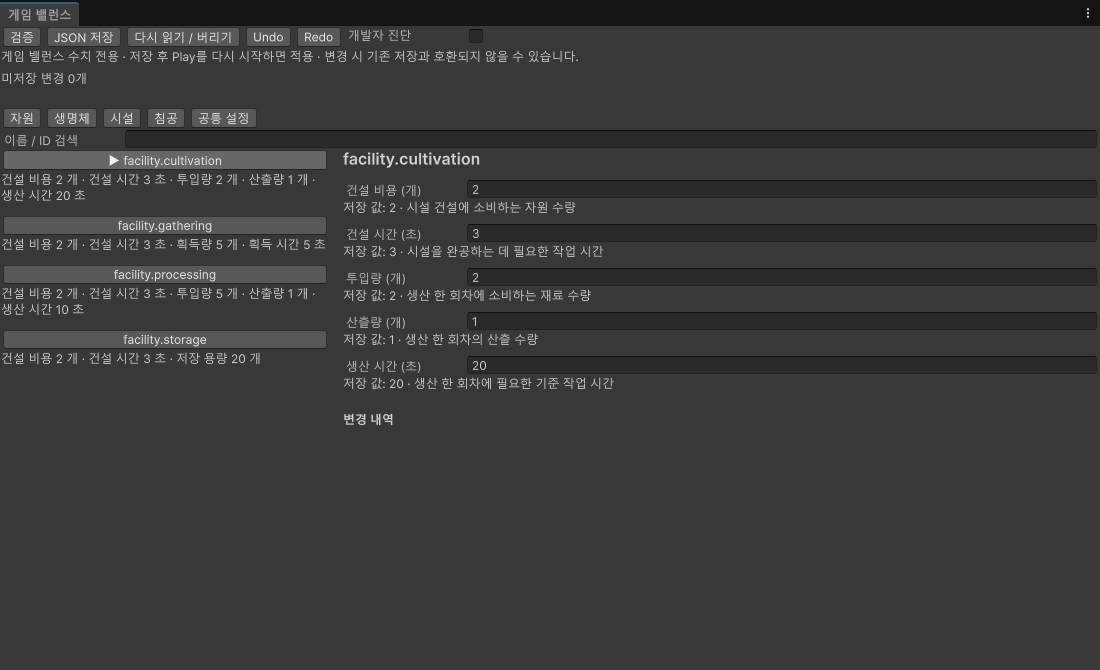 게임 밸런스
검증 JSON 저장 다시 읽기 / 버리기 Undo Redo 개발자 진단
게임 밸런스 수치 전용 · 저장 후 Play를 다시 시작하면 적용 · 변경 시 기존 저장과 호환되지 않을 수 있습니다.
미저장 변경 0개
자원 생명체 시설 침공 공통 설정
이름 / ID 검색
▶ facility.cultivation
건설 비용 2 개 · 건설 시간 3 초 · 투입량 2 개 · 산출량 1 개 ·
생산 시간 20 초
facility.gathering
건설 비용 2 개 · 건설 시간 3 초 · 획득량 5 개 · 획득 시간 5 초
facility.processing
건설 비용 2 개 · 건설 시간 3 초 · 투입량 5 개 · 산출량 1 개 ·
생산 시간 10 초
facility.storage
건설 비용 2 개 · 건설 시간 3 초 · 저장 용량 20 개
facility.cultivation
건설 비용 (개) 2
저장 값: 2 · 시설 건설에 소비하는 자원 수량
건설 시간 (초) 3
저장 값: 3 · 시설을 완공하는 데 필요한 작업 시간
투입량 (개) 2
저장 값: 2 · 생산 한 회차에 소비하는 재료 수량
산출량 (개) 1
저장 값: 1 · 생산 한 회차의 산출 수량
생산 시간 (초) 20
저장 값: 20 · 생산 한 회차에 필요한 기준 작업 시간
변경 내역